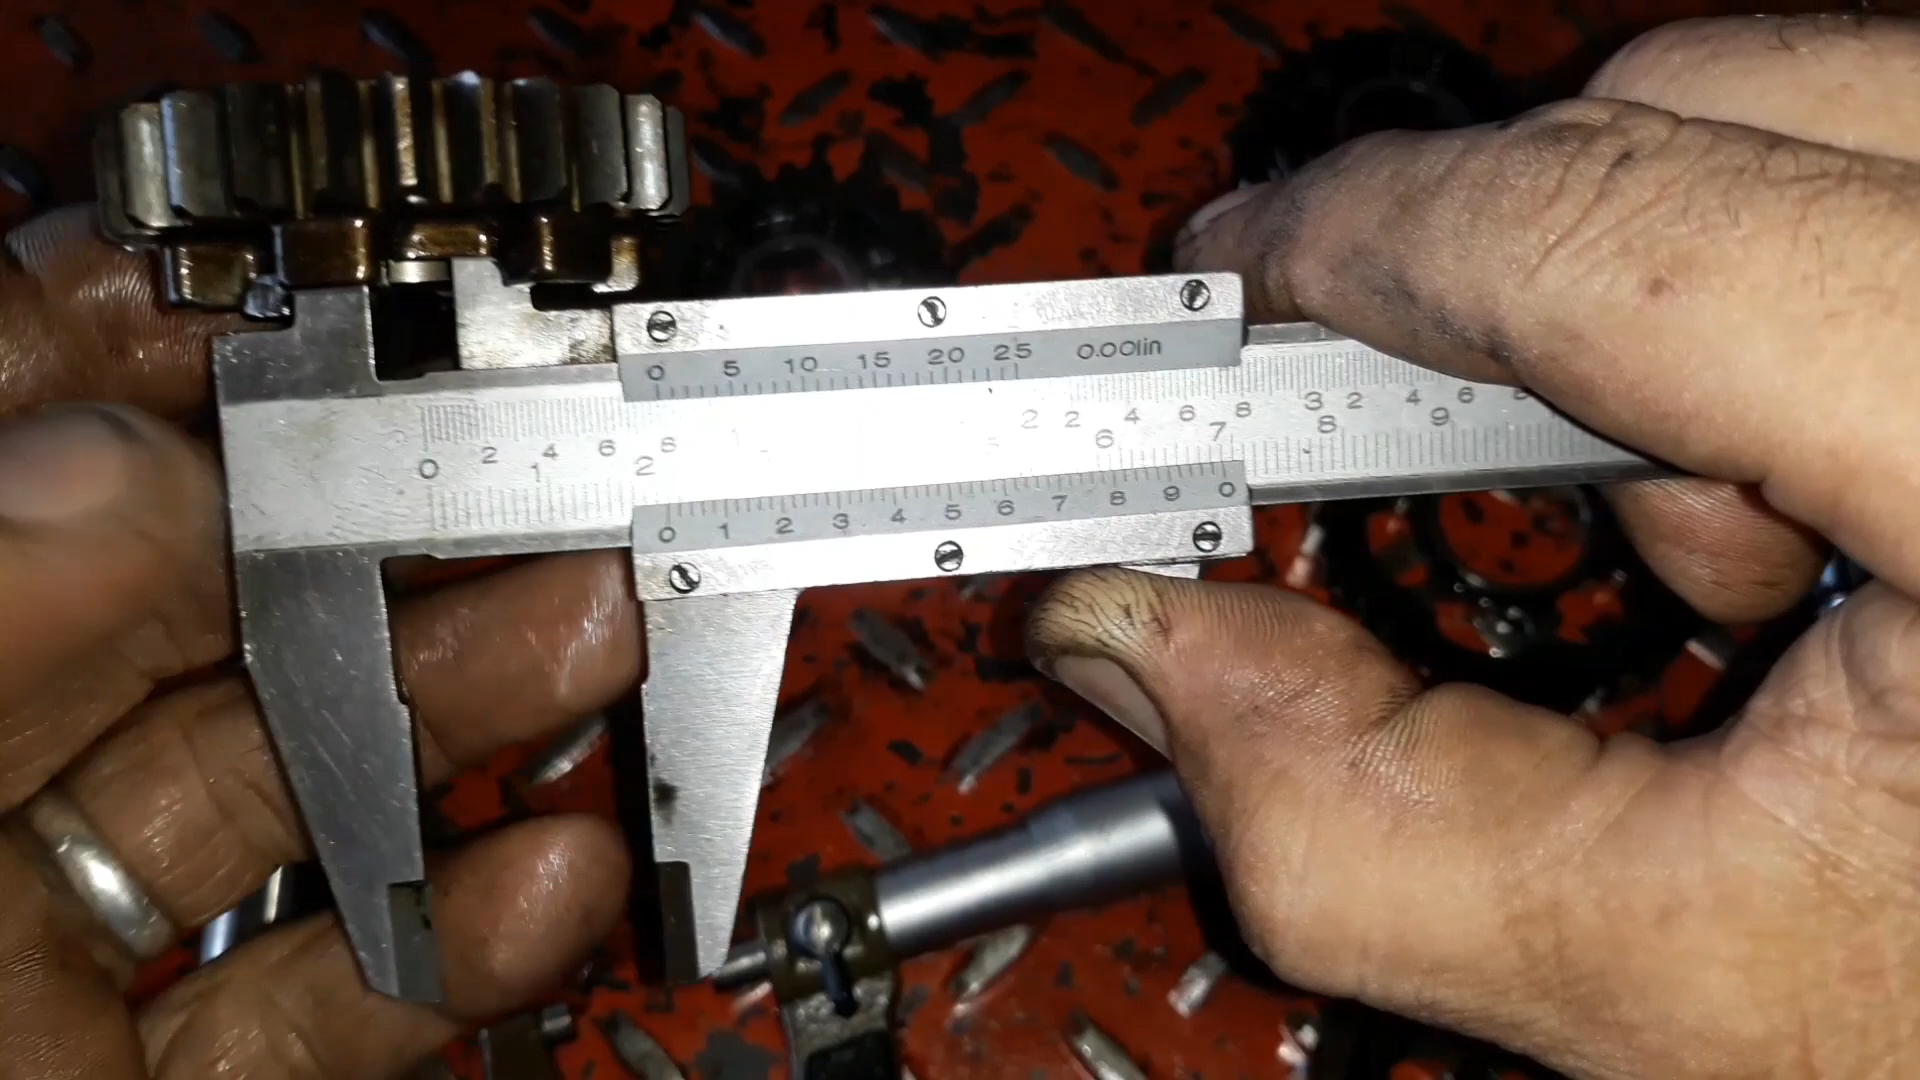 0 5 10 15 20 25 0.001in
2 2 4 6 8 3 2 4 6 8
0 2 4 6 8 1
1 2 6 7 8 9
0 1 2 3 4 5 6 7 8 9 0